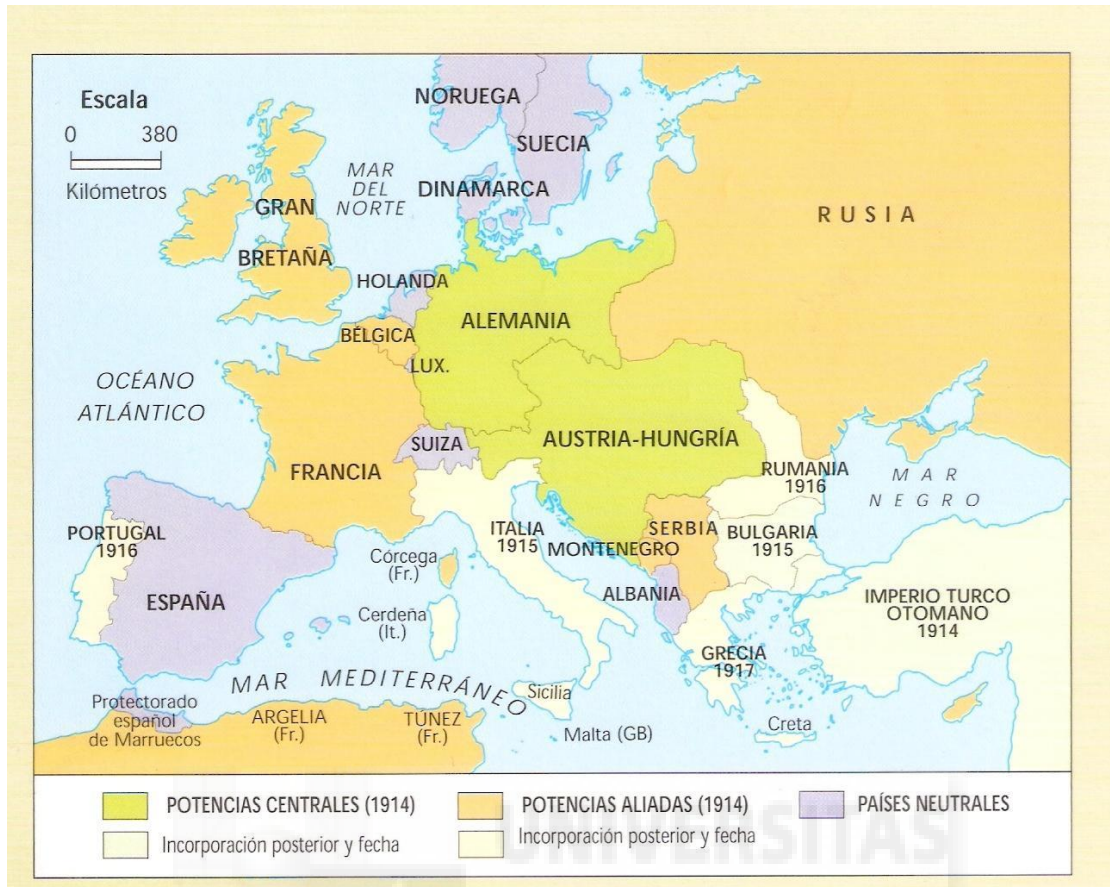 Escala
0 380
Kilómetros
NORUEGA
SUECIA
MAR
DEL
NORTE
DINAMARCA
GRAN
BRETAÑA
RUSIA
HOLANDA
ALEMANIA
BÉLGICA
LUX.
OCÉANO
ATLÁNTICO
SUIZA
AUSTRIA-HUNGRÍA
FRANCIA
RUMANIA
1916
MAR
NEGRO
PORTUGAL
1916
ITALIA
1915
MONTENEGRO
SERBIA
BULGARIA
1915
Córcega
(Fr.)
ESPAÑA
ALBANIA
IMPERIO TURCO
OTOMANO
1914
Cerdeña
(It.)
GRECIA
1917
MAR MEDITERRÁNEO
Sicilia
Protectorado
español
de Marruecos
ARGELIA
(Fr.)
TÚNEZ
(Fr.)
Malta (GB)
Creta
POTENCIAS CENTRALES (1914)
Incorporación posterior y fecha
POTENCIAS ALIADAS (1914)
Incorporación posterior y fecha
PAÍSES NEUTRALES
UNIVERSITAS